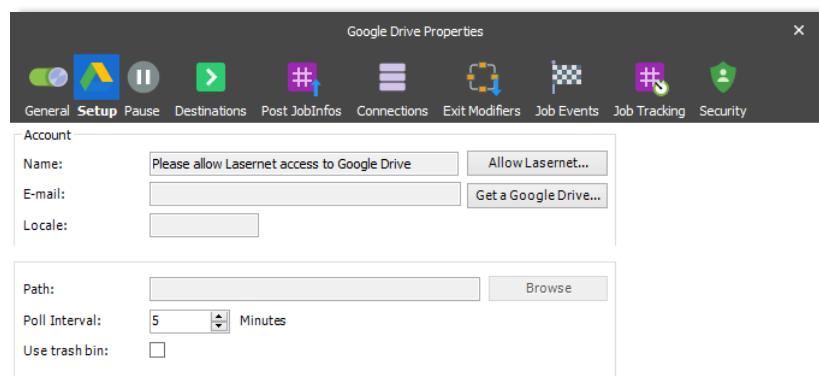 Google Drive Properties
General Setup Pause Destinations Post JobInfos Connections Exit Modifiers Job Events Job Tracking Security
Account
Name: Please allow Lasernet access to Google Drive Allow Lasernet...
E-mail: Get a Google Drive...
Locale:
Path: Browse
Poll Interval: 5 Minutes
Use trash bin: